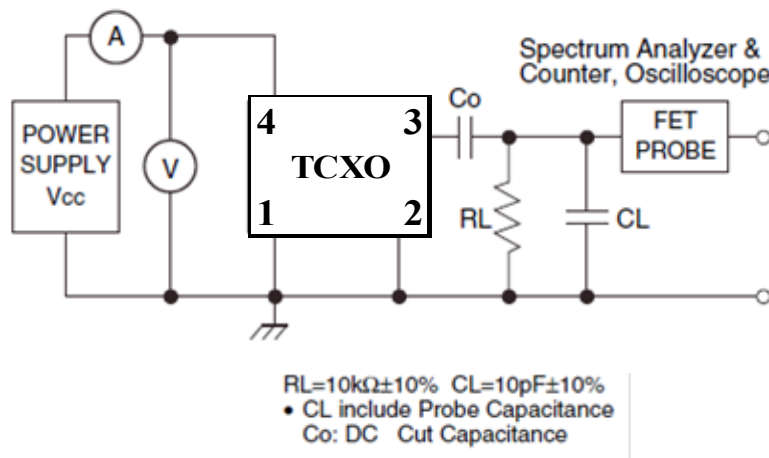 A
Spectrum Analyzer &
Counter, Oscilloscope
POWER
SUPPLY
Vcc
V
4
3
TCXO
1
2
Co
FET
PROBE
RL
CL
RL=10kΩ±10% CL=10pF±10%
• CL include Probe Capacitance
Co: DC Cut Capacitance